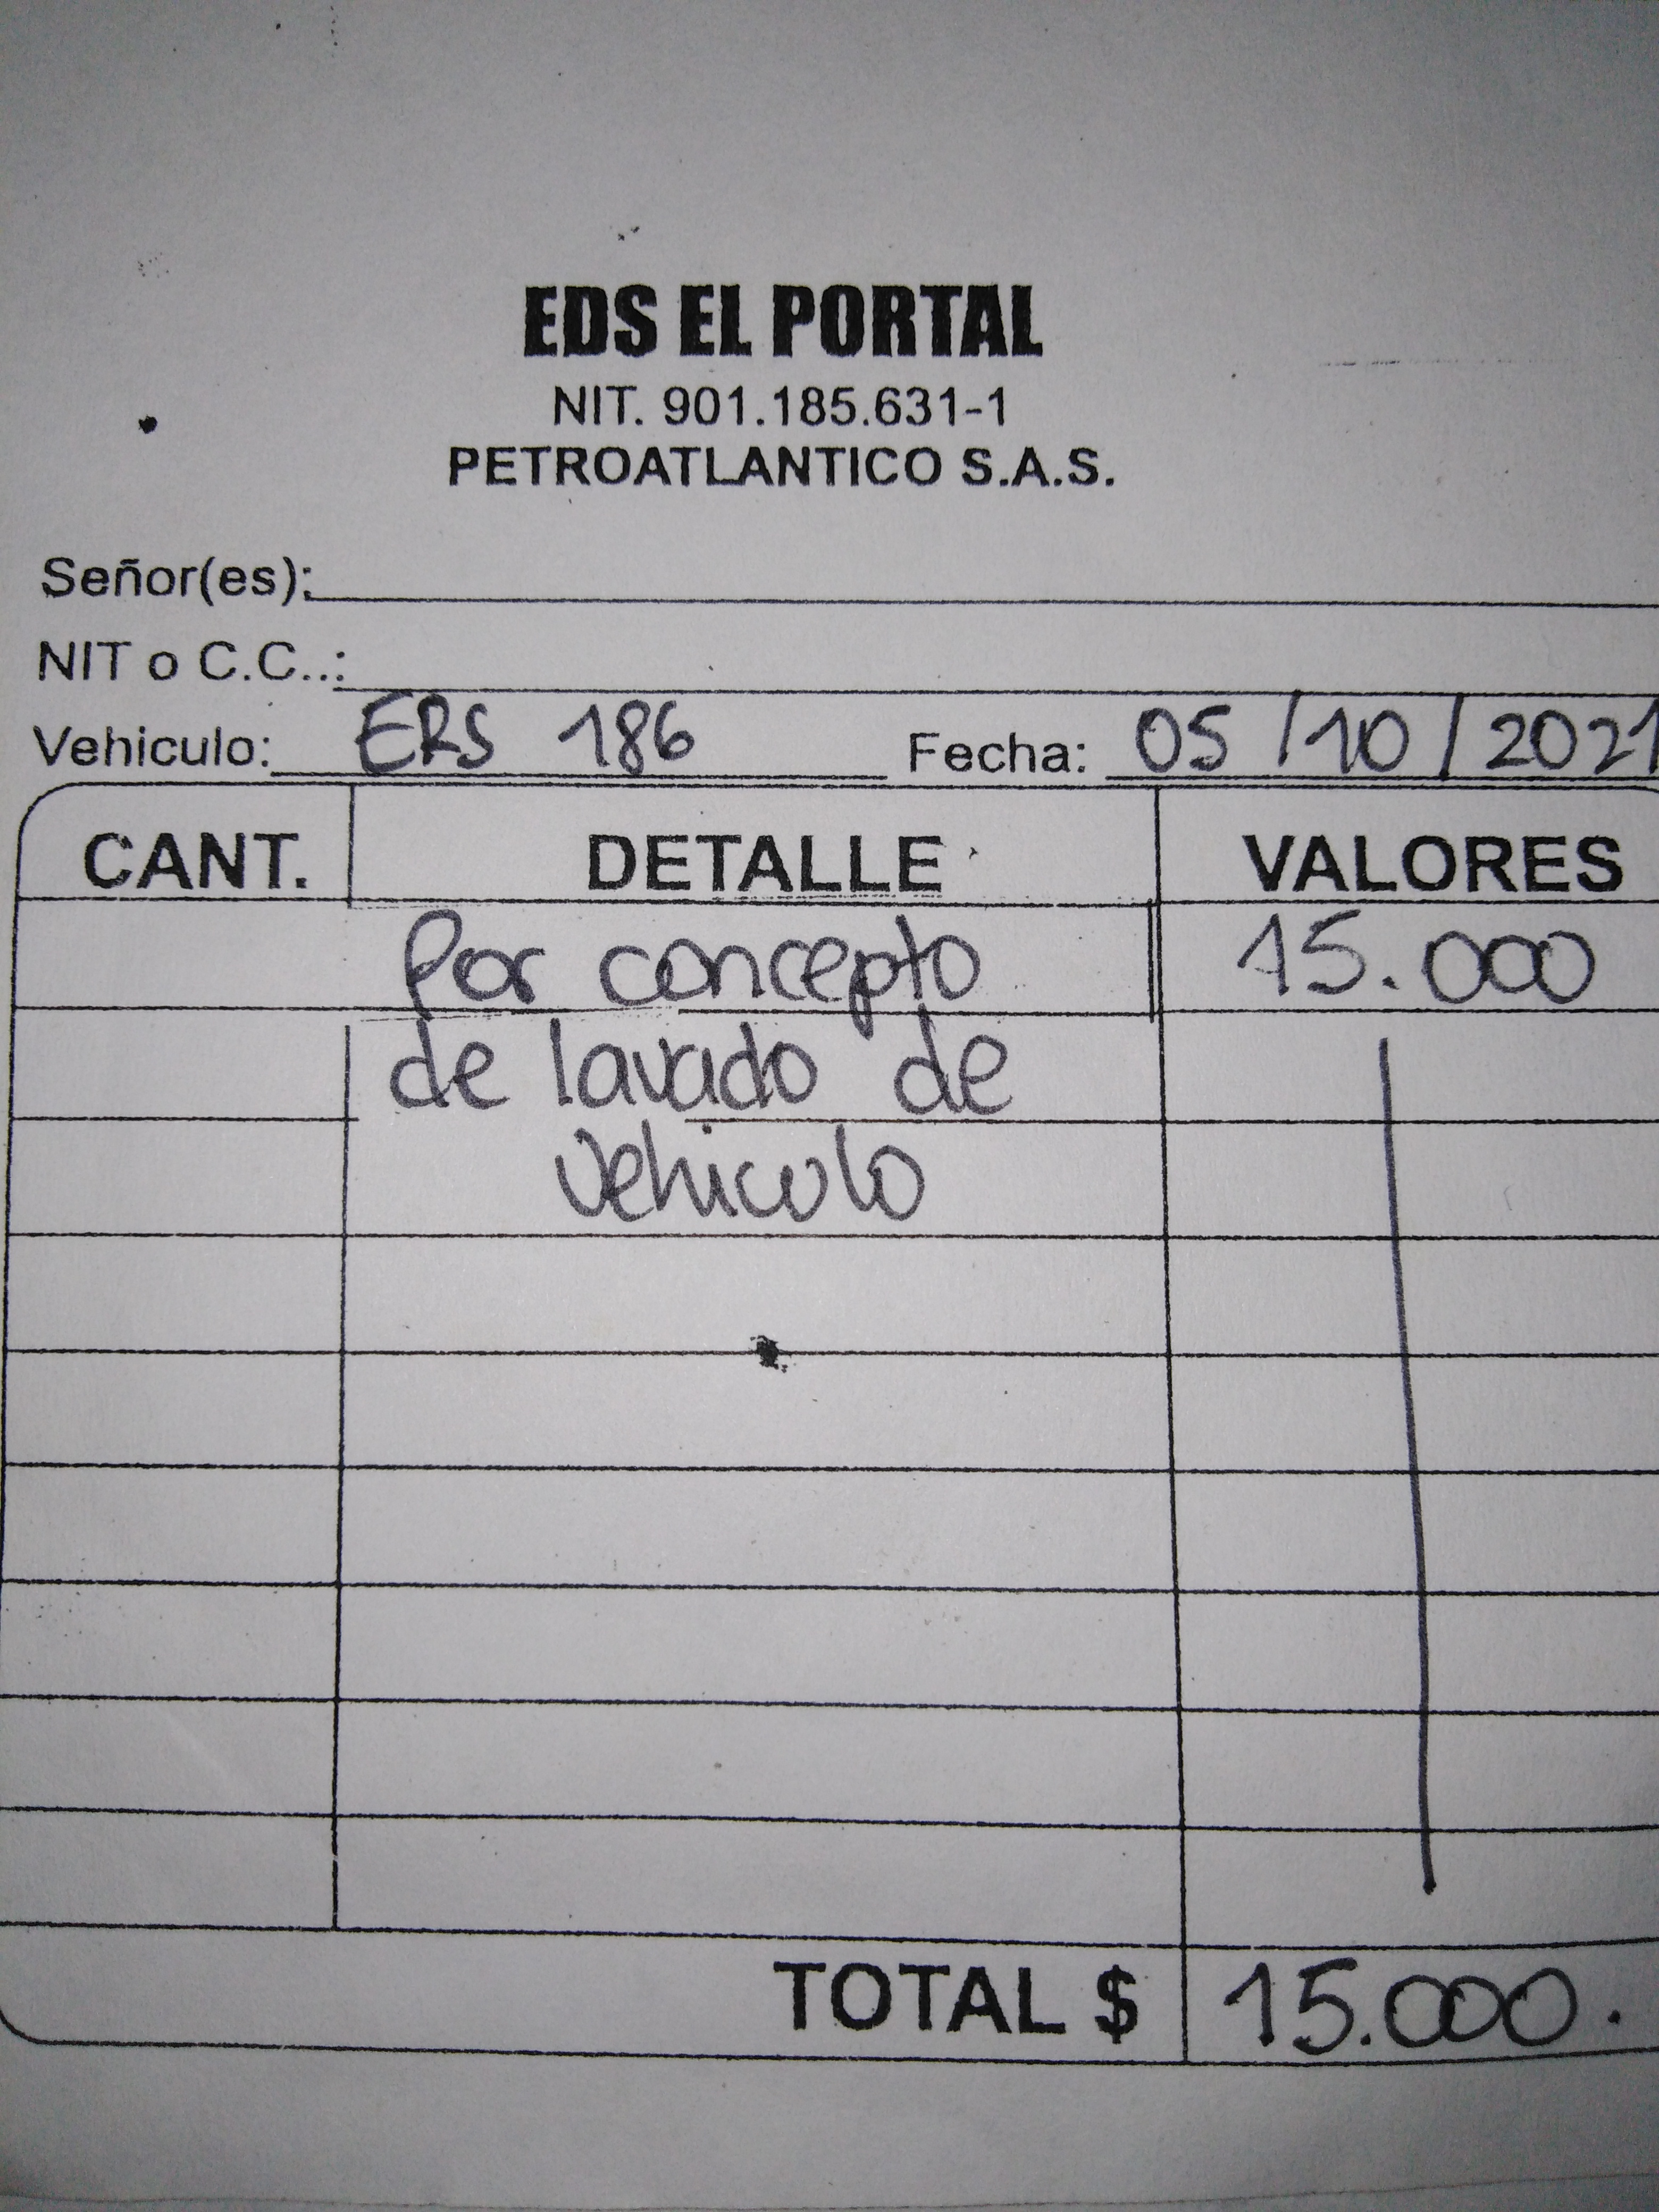 EDS EL PORTAL
NIT. 901.185.631-1
PETROATLANTICO S.A.S.
Señor(es):
NIT o C.C..:
Vehiculo: ERS 186 Fecha: 05/10/2021
CANT. DETALLE VALORES
Por concepto 15.000
de lavado de
vehiculo
TOTAL $ 15.000.